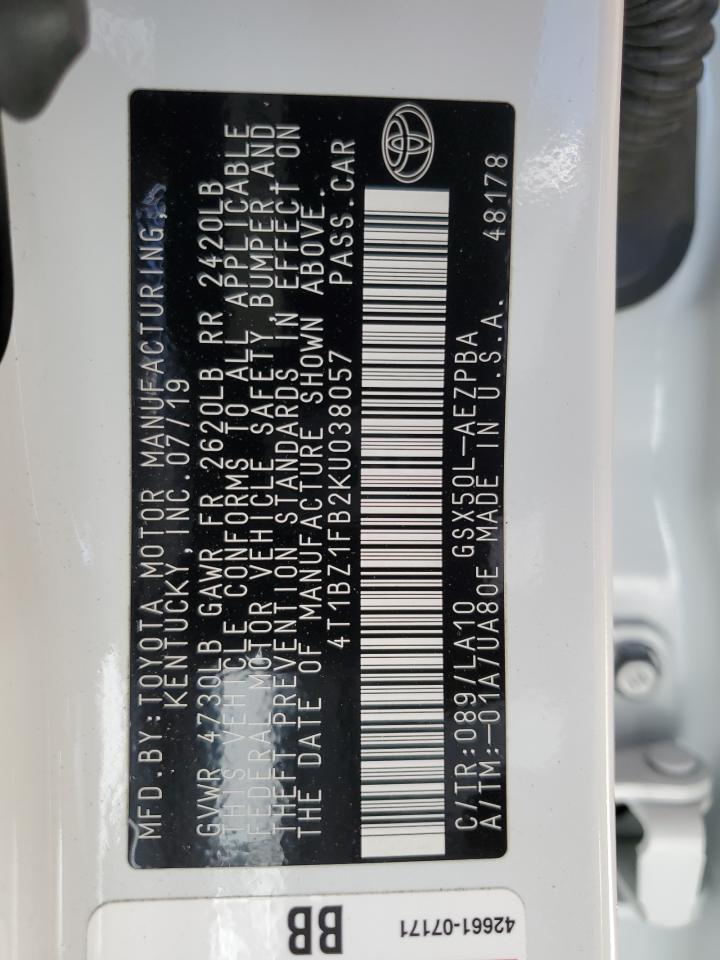 MFD.BY:TOYOTA MOTOR MANUFACTURING,
KENTUCKY,INC.07/19
GVWR 4730LB GAWR FR 2620LB RR 2420LB
THIS VEHICLE CONFORMS TO ALL APPLICABLE
FEDERAL MOTOR VEHICLE SAFETY,BUMPER,AND
THEFT PREVENTION STANDARDS IN EFFECT ON
THE DATE OF MANUFACTURE SHOWN ABOVE.
4T1BZ1FB2KU038057 PASS.CAR
C/TR:089/LA10 GSX50L-AEZPBA 48178
A/TM:-01A/UA80E MADE IN U.S.A.
42661-07171
BB